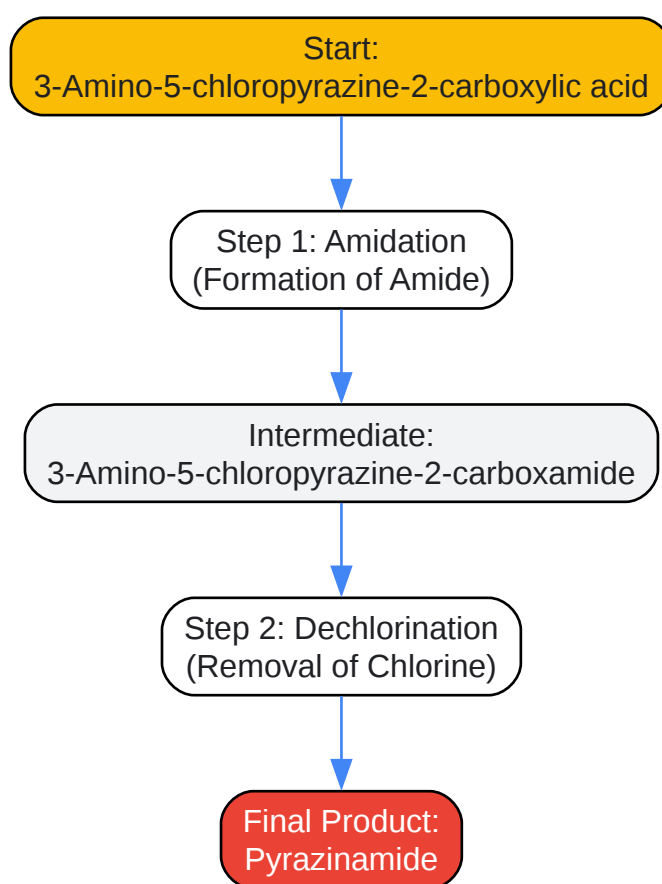 Start:
3-Amino-5-chloropyrazine-2-carboxylic acid
Step 1: Amidation
(Formation of Amide)
Intermediate:
3-Amino-5-chloropyrazine-2-carboxamide
Step 2: Dechlorination
(Removal of Chlorine)
Final Product:
Pyrazinamide